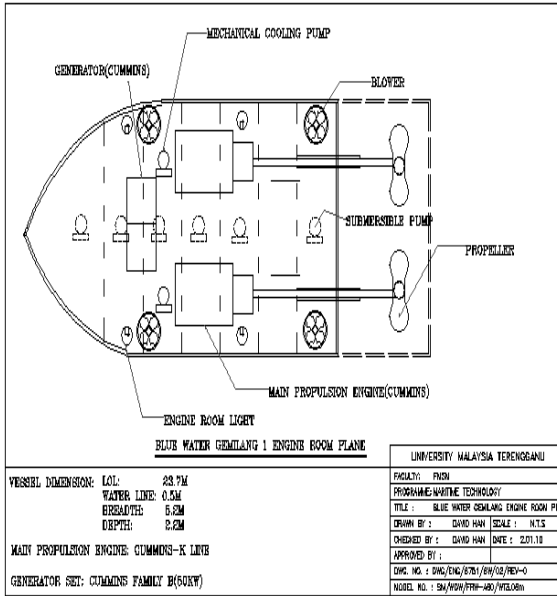 MECHANICAL COOLING PUMP
GENERATOR(CUMMINS)
BLOWER
SUBMERSIBLE PUMP
PROPELLER
MAIN PROPULSION ENGINE(CUMMINS)
ENGINE ROOM LIGHT
BLUE WATER GEMILANG 1 ENGINE ROOM PLANE
VESSEL DIMENSION: LOL: 23.7M
WATER LINE: 0.5M
BREADTH: 5.2M
DEPTH: 2.2M
MAIN PROPULSION ENGINE: CUMMINS-K LINE
GENERATOR SET: CUMMINS FAMILY B(50KW)
UNIVERSITY MALAYSIA TERENGGANU
FACULTY: FMSM
PROGRAMME: MARITIME TECHNOLOGY
TITLE : BLUE WATER GEMILANG ENGINE ROOM
DRAWN BY : DAVID HAN SCALE : N.T.S
CHECKED BY : DAVID HAN DATE : 2.01.10
APPROVED BY :
DWG. NO. :
MODEL NO. :